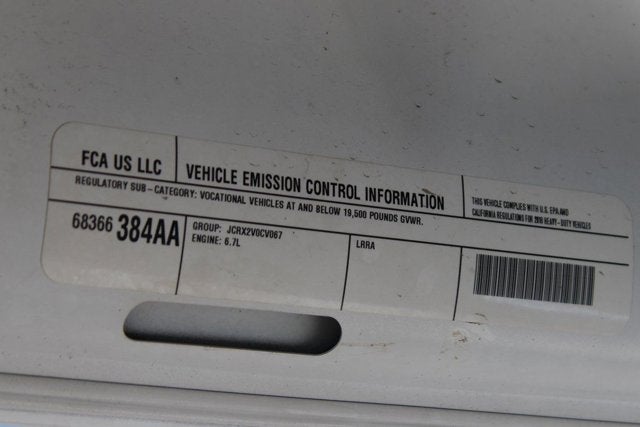 FCA US LLC
VEHICLE EMISSION CONTROL INFORMATION
THIS VEHICLE COMPLIES WITH U.S. EPA AND
CALIFORNIA REGULATIONS FOR 2018 HEAVY-DUTY VEHICLES
REGULATORY SUB-CATEGORY: VOCATIONAL VEHICLES AT AND BELOW 19,500 POUNDS GVWR.
68366 384AA
GROUP: JCRX2V0CV067
ENGINE: 6.7L
LRRA